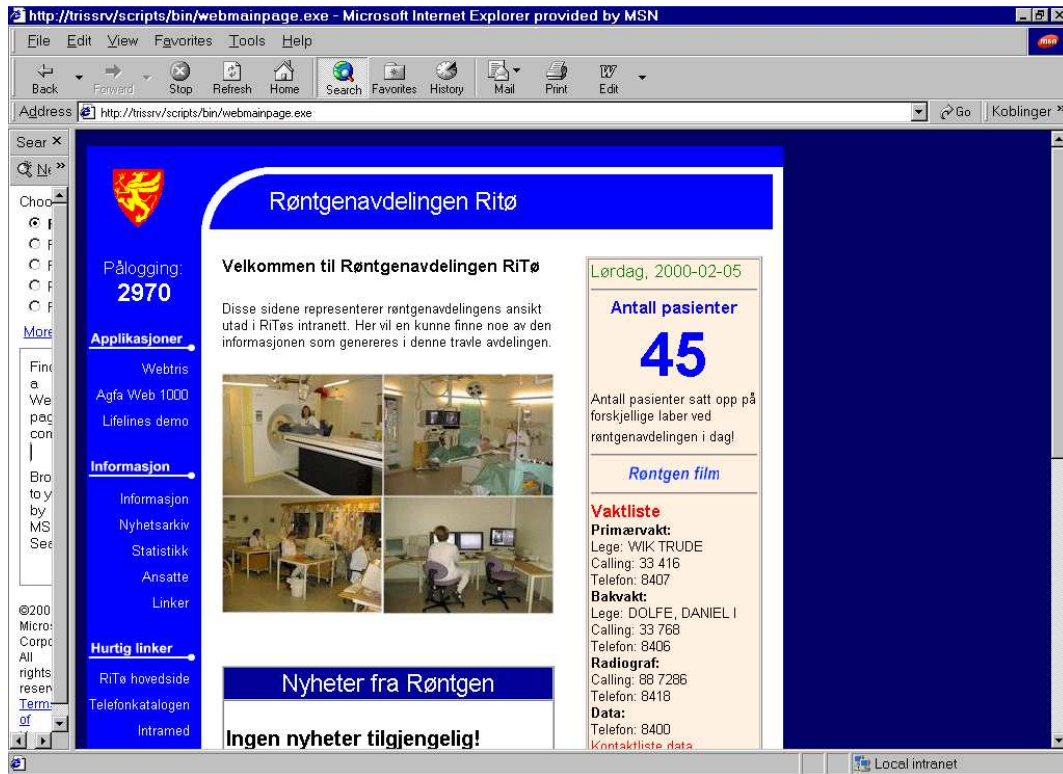 http://trissrv/scripts/bin/webmainpage.exe - Microsoft Internet Explorer provided by MSN
File Edit View Favorites Tools Help
msn
Back Forward Stop Refresh Home Search Favorites History Mail Print Edit
Address http://trissrv/scripts/bin/webmainpage.exe Go Koblinger »
Sear
Ne »
Choo
More
Find
a
We
pag
con
Bro
to y
by
MS
Sea
©200
Micro
Corpo
All
rights
reser
Term
of
Røntgenavdelingen Ritø
Pålogging:
2970
Applikasjoner
Webtris
Agfa Web 1000
Lifelines demo
Informasjon
Informasjon
Nyhetsarkiv
Statistikk
Ansatte
Linker
Hurtig linker
RiTø hovedside
Telefonkatalogen
Intramed
Velkommen til Røntgenavdelingen RiTø
Disse sidene representerer røntgenavdelingens ansikt
utad i RiTøs intranett. Her vil en kunne finne noe av den
informasjonen som genereres i denne travle avdelingen.
Nyheter fra Røntgen
Ingen nyheter tilgjengelig!
Lørdag, 2000-02-05
Antall pasienter
45
Antall pasienter satt opp på
forskjellige laber ved
røntgenavdelingen i dag!
Røntgen film
Vaktliste
Primærvakt:
Lege: WIK TRUDE
Calling: 33 416
Telefon: 8407
Bakvakt:
Lege: DOLFE, DANIEL I
Calling: 33 768
Telefon: 8406
Radiograf:
Calling: 88 7286
Telefon: 8418
Data:
Telefon: 8400
Kontaktliste data
Local intranet